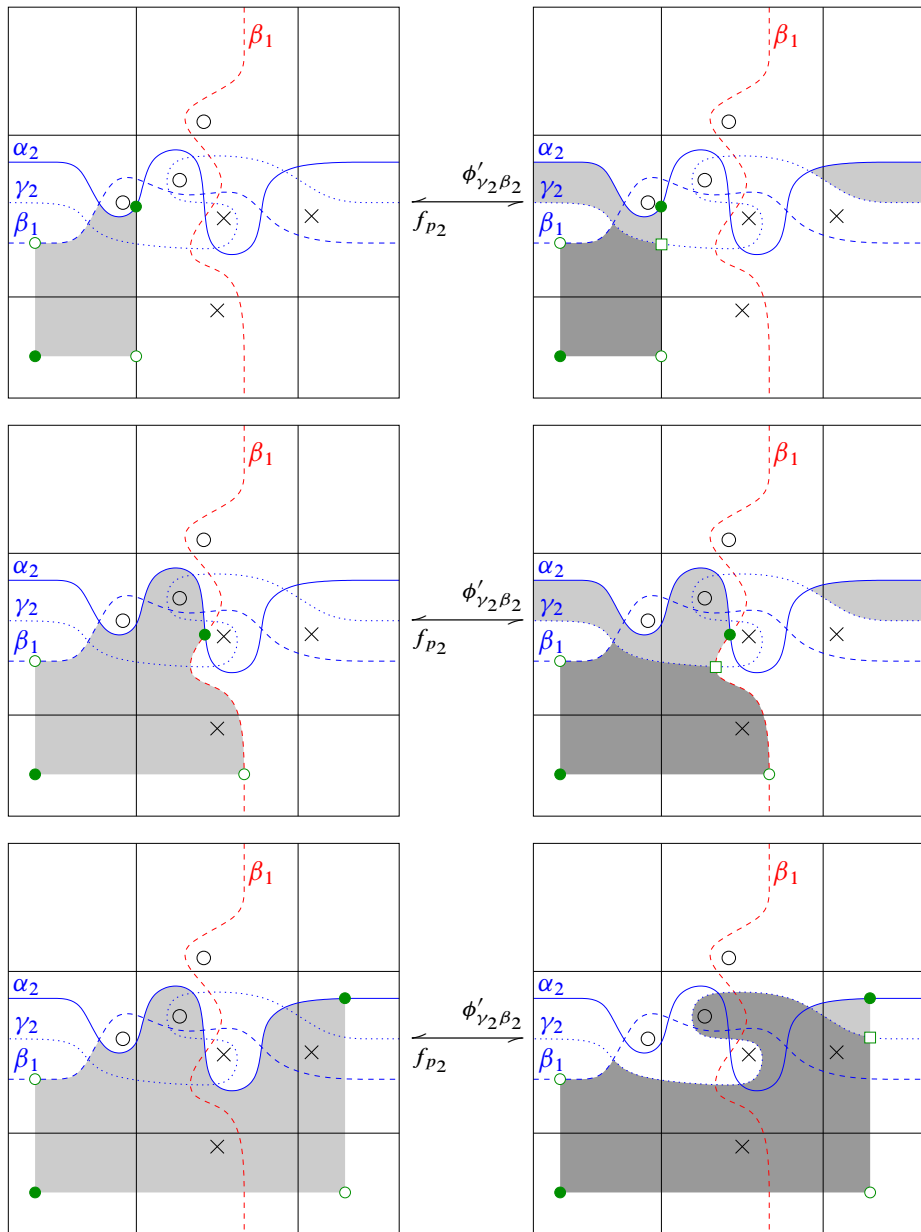 β₁ β₁
α₂ α₂
ϕ′γ₂β₂
γ₂ γ₂
fp₂
β₁ β₁
β₁ β₁
α₂ α₂
ϕ′γ₂β₂
γ₂ γ₂
fp₂
β₁ β₁
β₁ β₁
α₂ α₂
ϕ′γ₂β₂
γ₂ γ₂
fp₂
β₁ β₁